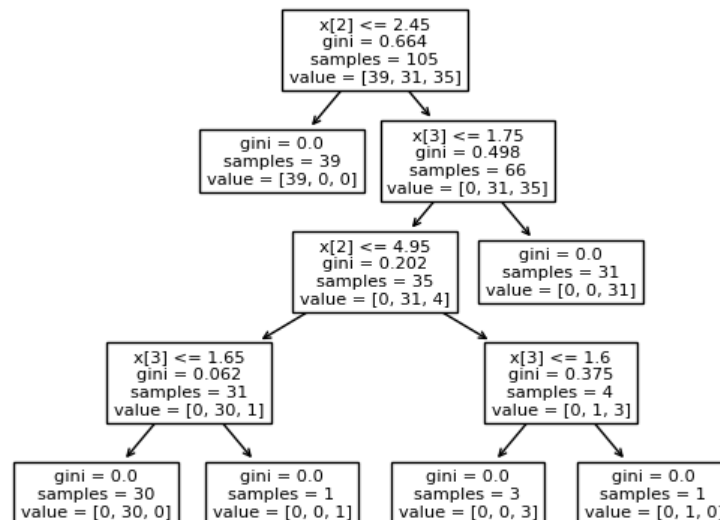 x[2] <= 2.45
gini = 0.664
samples = 105
value = [39, 31, 35]
gini = 0.0
samples = 39
value = [39, 0, 0]
x[3] <= 1.75
gini = 0.498
samples = 66
value = [0, 31, 35]
x[2] <= 4.95
gini = 0.202
samples = 35
value = [0, 31, 4]
gini = 0.0
samples = 31
value = [0, 0, 31]
x[3] <= 1.65
gini = 0.062
samples = 31
value = [0, 30, 1]
x[3] <= 1.6
gini = 0.375
samples = 4
value = [0, 1, 3]
gini = 0.0
samples = 30
value = [0, 30, 0]
gini = 0.0
samples = 1
value = [0, 0, 1]
gini = 0.0
samples = 3
value = [0, 0, 3]
gini = 0.0
samples = 1
value = [0, 1, 0